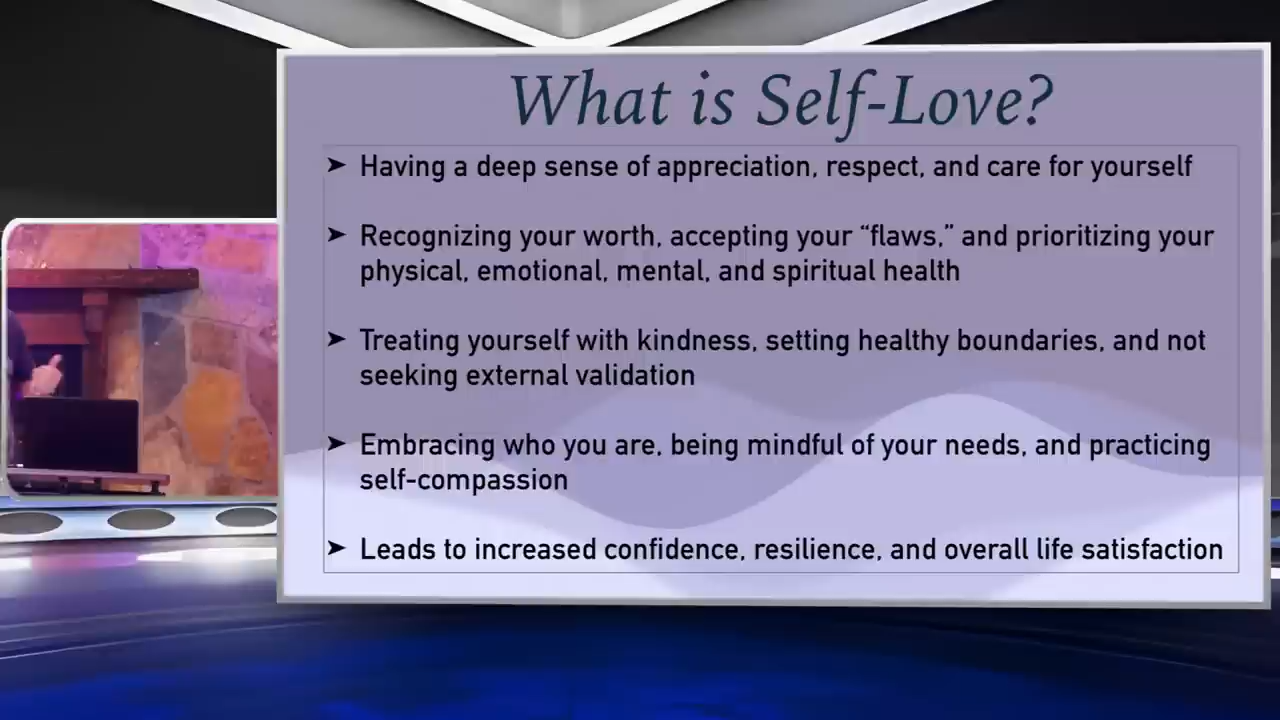 What is Self-Love?
➤ Having a deep sense of appreciation, respect, and care for yourself
➤ Recognizing your worth, accepting your “flaws,” and prioritizing your
physical, emotional, mental, and spiritual health
➤ Treating yourself with kindness, setting healthy boundaries, and not
seeking external validation
➤ Embracing who you are, being mindful of your needs, and practicing
self-compassion
➤ Leads to increased confidence, resilience, and overall life satisfaction